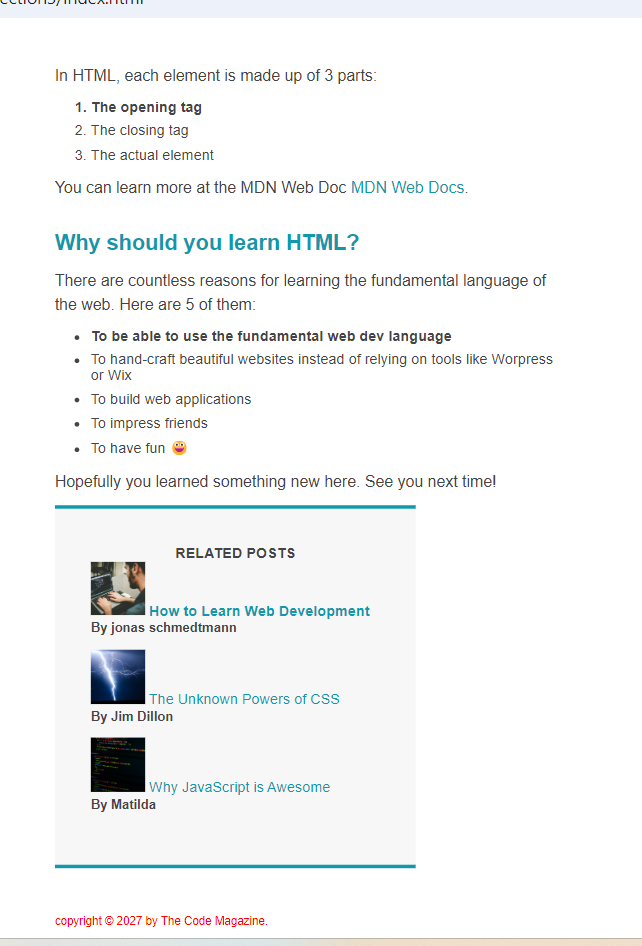 ection3/index.html
In HTML, each element is made up of 3 parts:
1. The opening tag
2. The closing tag
3. The actual element
You can learn more at the MDN Web Doc MDN Web Docs.
Why should you learn HTML?
There are countless reasons for learning the fundamental language of
the web. Here are 5 of them:
• To be able to use the fundamental web dev language
• To hand-craft beautiful websites instead of relying on tools like Worpress
or Wix
• To build web applications
• To impress friends
• To have fun 😀
Hopefully you learned something new here. See you next time!
RELATED POSTS
How to Learn Web Development
By jonas schmedtmann
The Unknown Powers of CSS
By Jim Dillon
Why JavaScript is Awesome
By Matilda
copyright © 2027 by The Code Magazine.